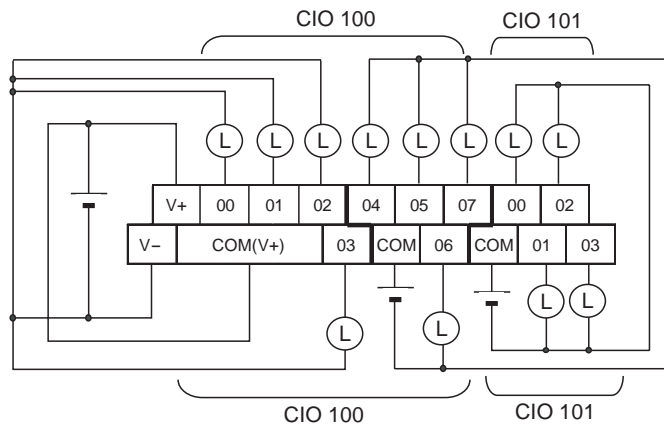 CIO 100 CIO 101
L L L L L L L L
V+ 00 01 02 04 05 07 00 02
V− COM(V+) 03 COM 06 COM 01 03
L L
L L
CIO 100 CIO 101